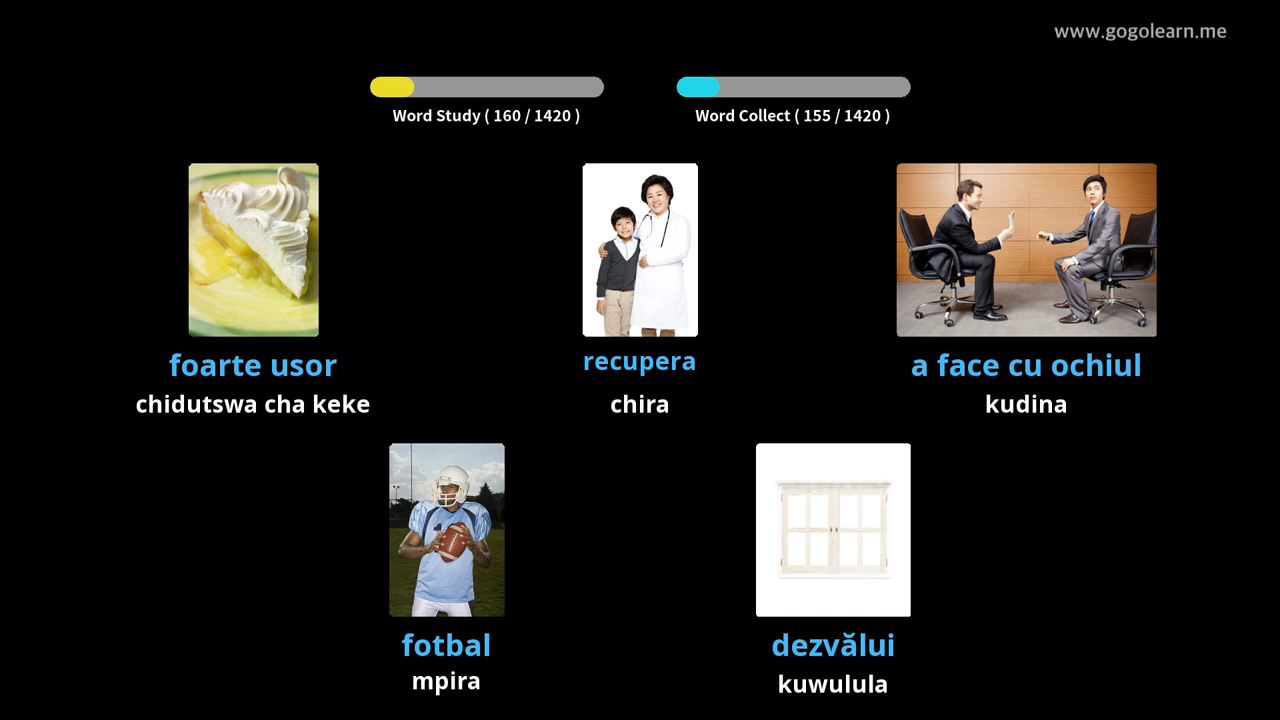 www.gogolearn.me
Word Study ( 160 / 1420 )
Word Collect ( 155 / 1420 )
foarte usor
chidutswa cha keke
recupera
chira
a face cu ochiul
kudina
fotbal
mpira
dezvălui
kuwulula